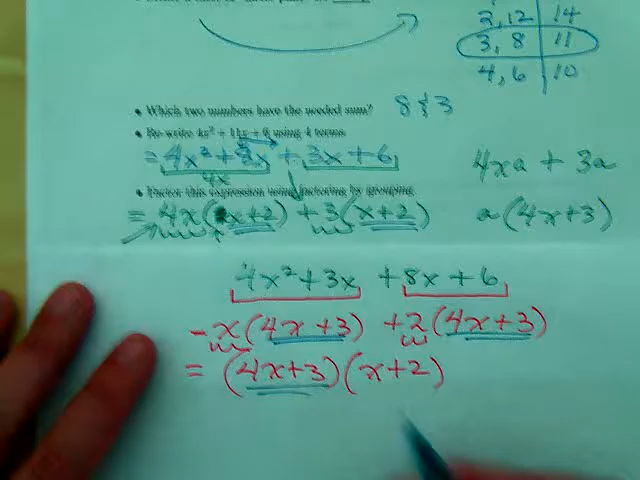 2, 12 | 14
3, 8 | 11
4, 6 | 10
• Which two numbers have the needed sum? 8 & 3
• Re-write 4x² + 11x + 6 using 4 terms.
= 4x² + 8x + 3x + 6
4x
4xa + 3a
• Factor this expression using factoring by grouping.
= 4x(x+2) + 3(x+2)
a(4x+3)
4x² + 3x + 8x + 6
x(4x+3) + 2(4x+3)
= (4x+3)(x+2)